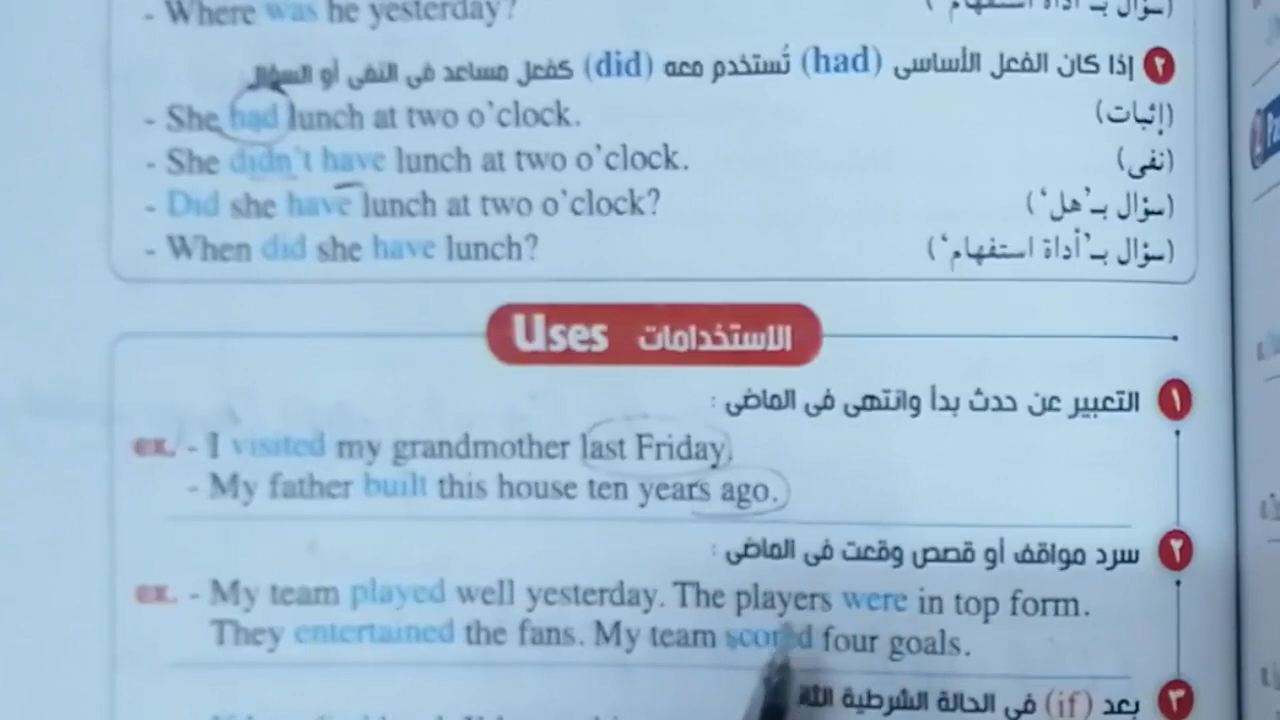 - Where was he yesterday?
٢ إذا كان الفعل الأساسى (had) تُستخدم معه (did) كفعل مساعد فى النفى أو السؤال
- She had lunch at two o’clock. (إثبات)
- She didn’t have lunch at two o’clock. (نفى)
- Did she have lunch at two o’clock? (سؤال بـ ‘هل’)
- When did she have lunch? (سؤال بـ ‘أداة استفهام’)
Uses الاستخدامات
١ التعبير عن حدث بدأ وانتهى فى الماضى :
ex. - I visited my grandmother last Friday.
- My father built this house ten years ago.
٢ سرد مواقف أو قصص وقعت فى الماضى :
ex. - My team played well yesterday. The players were in top form.
They entertained the fans. My team scored four goals.
٣ بعد (if) فى الحالة الشرطية